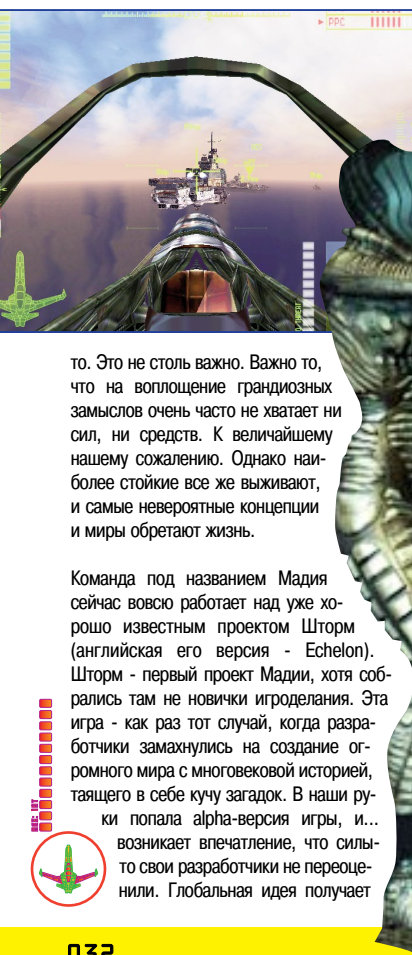 PPC
то. Это не столь важно. Важно то,
что на воплощение грандиозных
замыслов очень часто не хватает ни
сил, ни средств. К величайшему
нашему сожалению. Однако наи-
более стойкие все же выживают,
и самые невероятные концепции
и миры обретают жизнь.
Команда под названием Мадия
сейчас вовсю работает над уже хо-
рошо известным проектом Шторм
(английская его версия - Echelon).
Шторм - первый проект Мадии, хотя соб-
рались там не новички игроделания. Эта
игра - как раз тот случай, когда разра-
ботчики замахнулись на создание ог-
ромного мира с многовековой историей,
таящего в себе кучу загадок. В наши ру-
ки попала alpha-версия игры, и...
возникает впечатление, что силы-
то свои разработчики не переоце-
нили. Глобальная идея получает
032